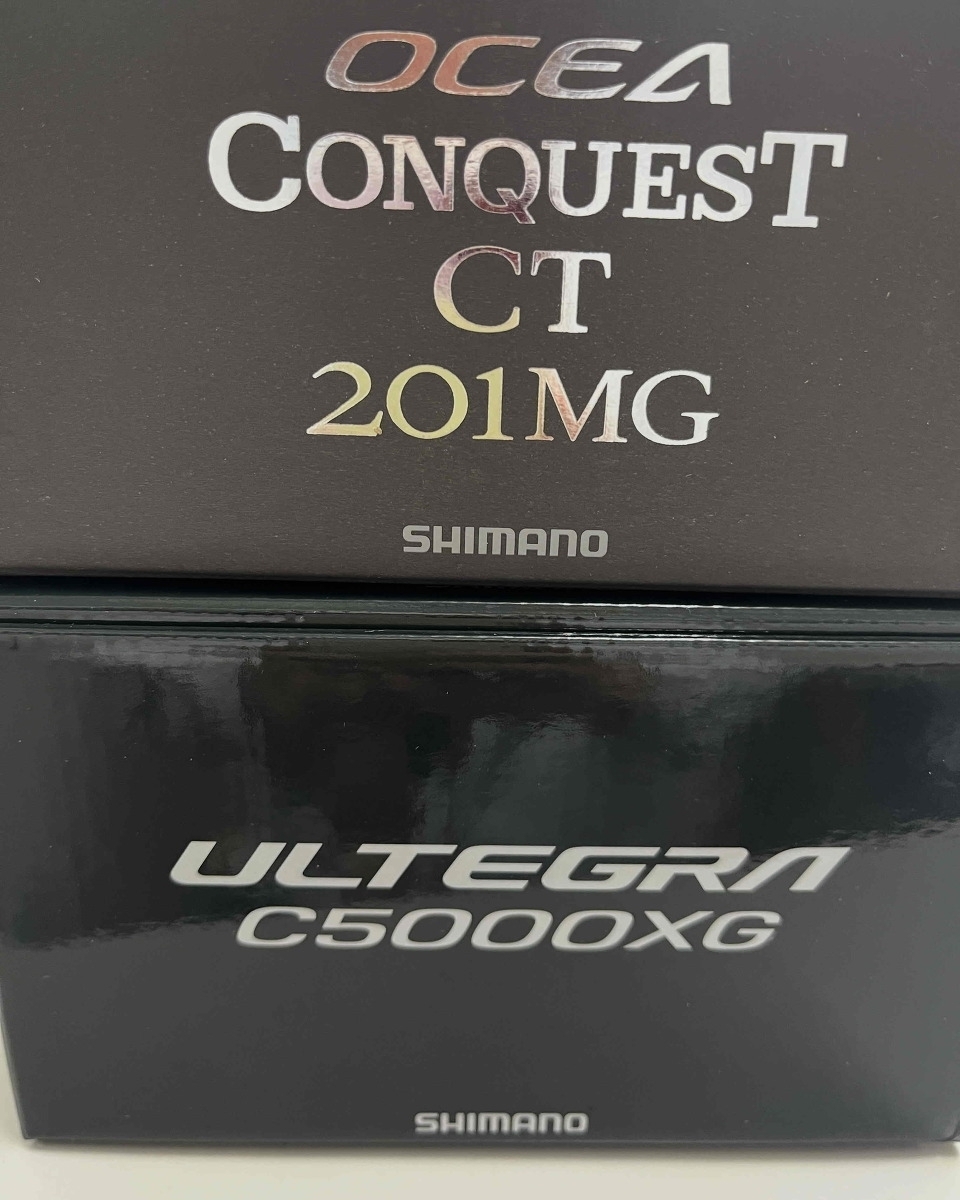 OCEA
CONQUEST
CT
201MG
SHIMANO
ULTEGRA
C5000XG
SHIMANO